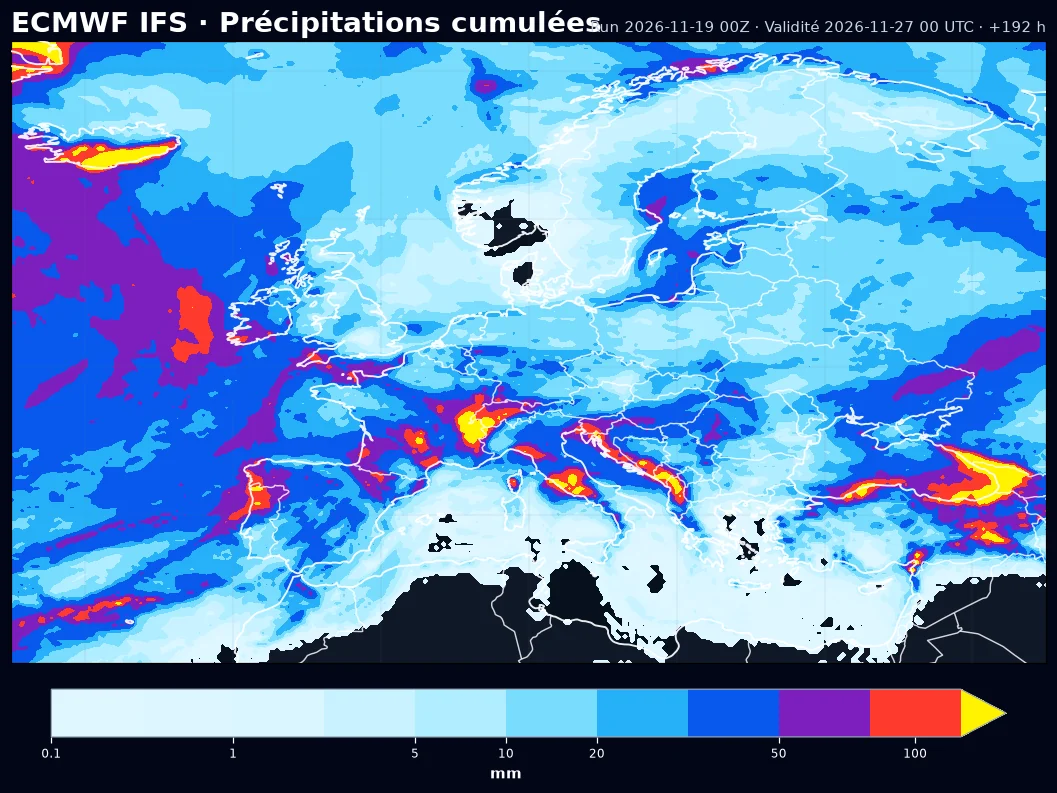 ECMWF IFS · Précipitations cumulées
Run 2026-11-19 00Z · Validité 2026-11-27 00 UTC · +192 h
0.1 1 5 10 20 50 100
mm